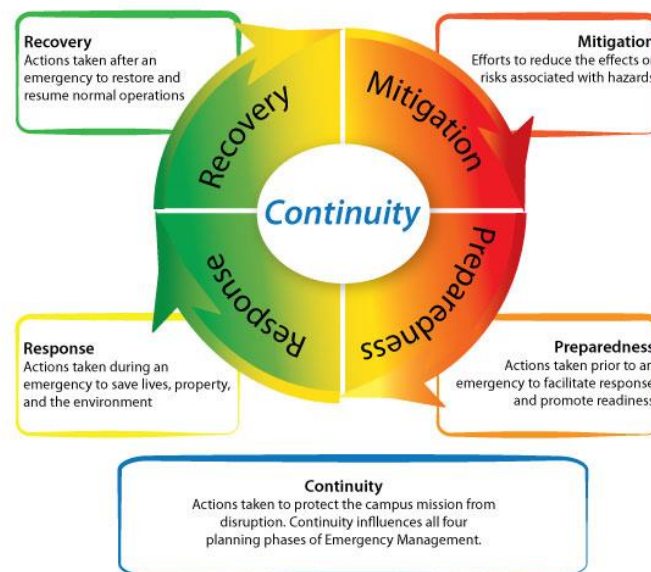 Recovery
Actions taken after an
emergency to restore and
resume normal operations
Mitigation
Efforts to reduce the effects or
risks associated with hazards
Recovery
Mitigation
Continuity
Response
Preparedness
Response
Actions taken during an
emergency to save lives, property,
and the environment
Preparedness
Actions taken prior to an
emergency to facilitate response
and promote readiness
Continuity
Actions taken to protect the campus mission from
disruption. Continuity inflluences all four
planning phases of Emergency Management.